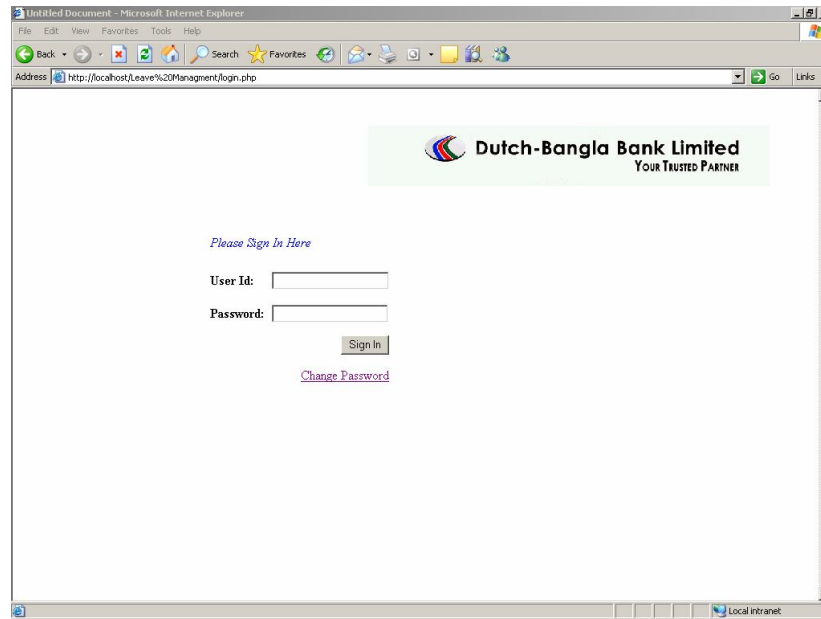 Untitled Document - Microsoft Internet Explorer
File Edit View Favorites Tools Help
Back Search Favorites
Address http://localhost/Leave%20Managment/login.php Go Links
Dutch-Bangla Bank Limited
YOUR TRUSTED PARTNER
Please Sign In Here
User Id:
Password:
Sign In
Change Password
Local intranet